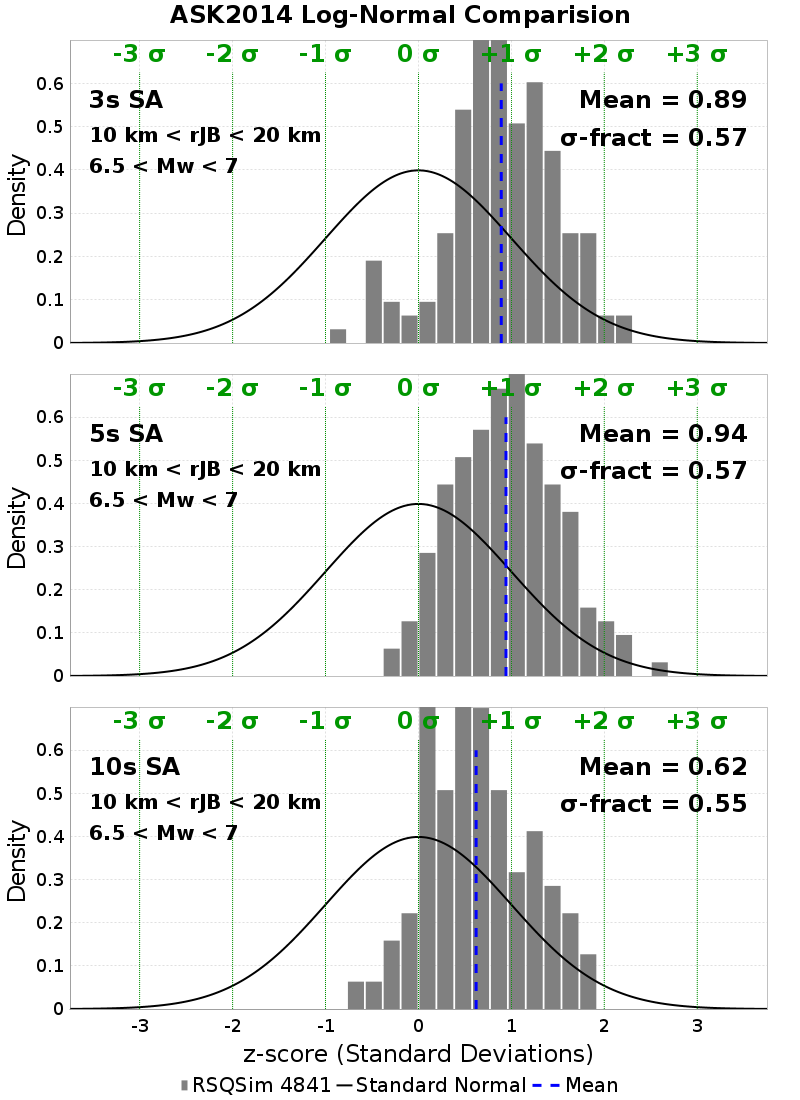 ASK2014 Log-Normal Comparision
-3 σ -2 σ -1 σ 0 σ +1 σ +2 σ +3 σ
3s SA
Mean = 0.89
10 km < rJB < 20 km
σ-fract = 0.57
6.5 < Mw < 7
0.6
0.5
0.4
0.3
0.2
0.1
0
Density
-3 σ -2 σ -1 σ 0 σ +1 σ +2 σ +3 σ
5s SA
Mean = 0.94
10 km < rJB < 20 km
σ-fract = 0.57
6.5 < Mw < 7
0.6
0.5
0.4
0.3
0.2
0.1
0
Density
-3 σ -2 σ -1 σ 0 σ +1 σ +2 σ +3 σ
10s SA
Mean = 0.62
10 km < rJB < 20 km
σ-fract = 0.55
6.5 < Mw < 7
0.6
0.5
0.4
0.3
0.2
0.1
0
Density
-3 -2 -1 0 1 2 3
z-score (Standard Deviations)
RSQSim 4841 Standard Normal Mean